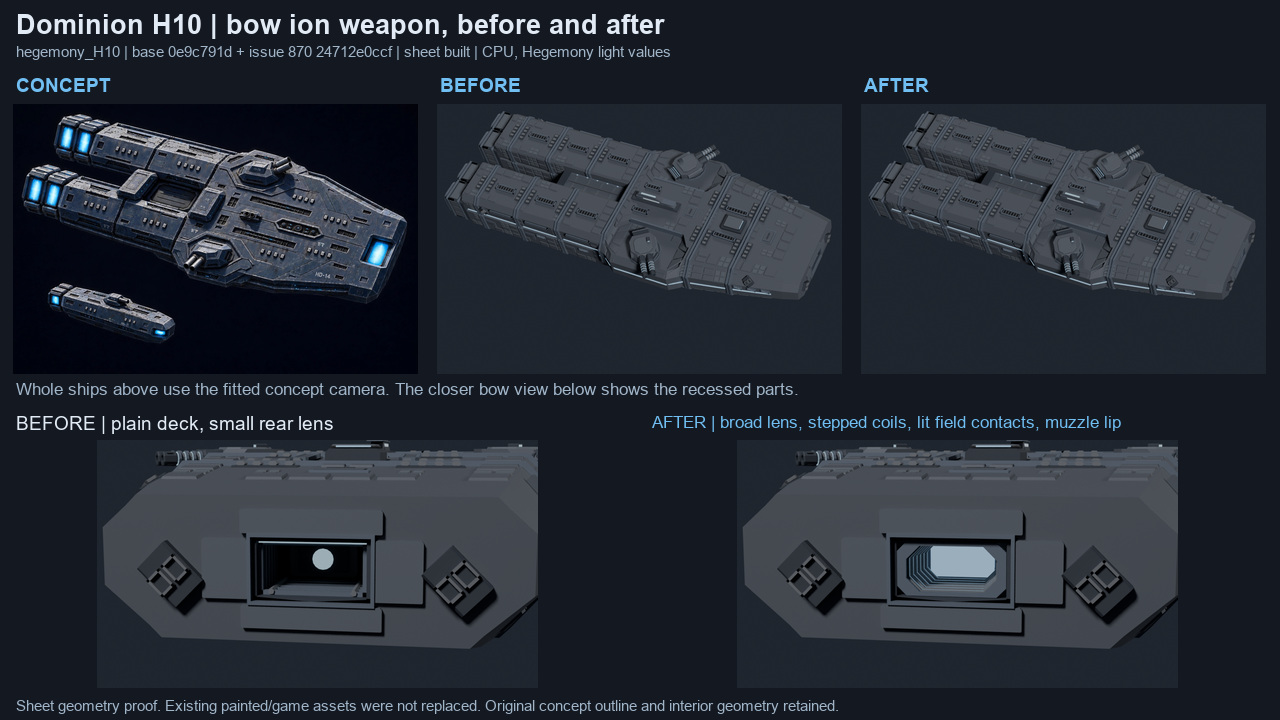 Dominion H10 | bow ion weapon, before and after
hegemony_H10 | base 0e9c791d + issue 870 24712e0ccf | sheet built | CPU, Hegemony light values
CONCEPT
BEFORE
AFTER
HD-14
Whole ships above use the fitted concept camera. The closer bow view below shows the recessed parts.
BEFORE | plain deck, small rear lens
AFTER | broad lens, stepped coils, lit field contacts, muzzle lip
Sheet geometry proof. Existing painted/game assets were not replaced. Original concept outline and interior geometry retained.